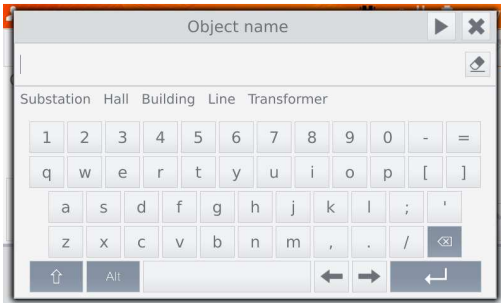 Object name
Substation Hall Building Line Transformer
1 2 3 4 5 6 7 8 9 0 - =
q w e r t y u i o p [ ]
a s d f g h j k l ; '
z x c v b n m , . /
Alt